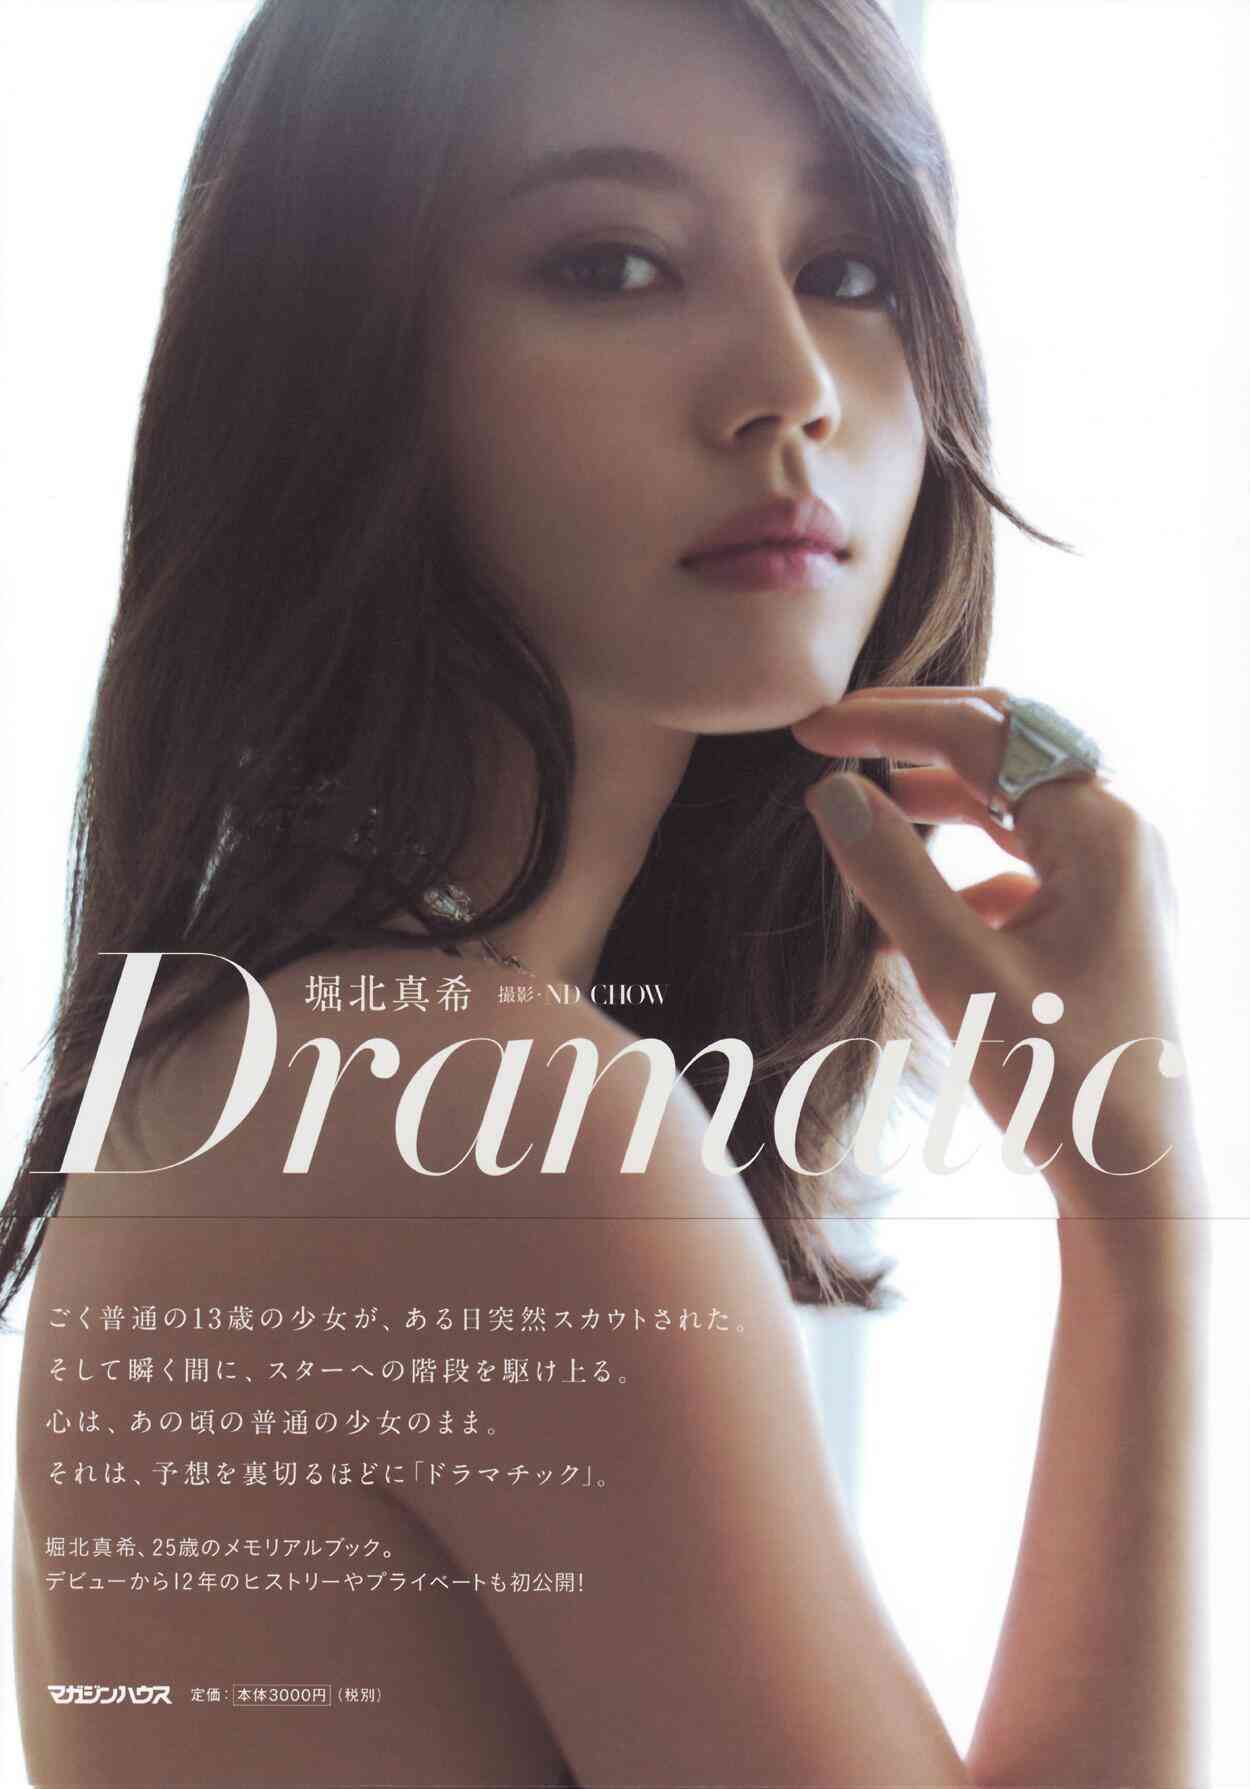 堀北真希 撮影・ND CHOW
Dramatic
ごく普通の13歳の少女が、ある日突然スカウトされた。
そして瞬く間に、スターへの階段を駆け上る。
心は、あの頃の普通の少女のまま。
それは、予想を裏切るほどに「ドラマチック」。
堀北真希、25歳のメモリアルブック。
デビューから12年のヒストリーやプライベートも初公開!
マガジンハウス 定価:本体3000円(税別)